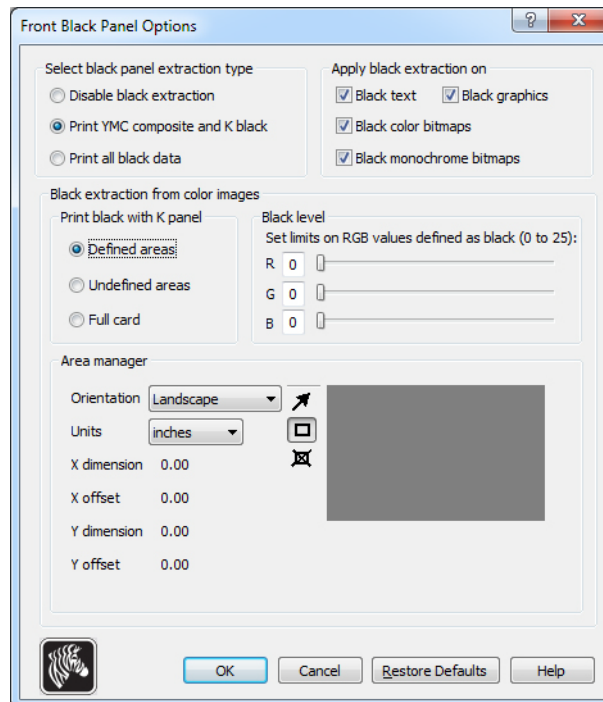 Front Black Panel Options
Select black panel extraction type
Disable black extraction
Print YMC composite and K black
Print all black data
Apply black extraction on
Black text
Black graphics
Black color bitmaps
Black monochrome bitmaps
Black extraction from color images
Print black with K panel
Defined areas
Undefined areas
Full card
Black level
Set limits on RGB values defined as black (0 to 25):
R 0
G 0
B 0
Area manager
Orientation Landscape
Units inches
X dimension 0.00
X offset 0.00
Y dimension 0.00
Y offset 0.00
OK Cancel Restore Defaults Help